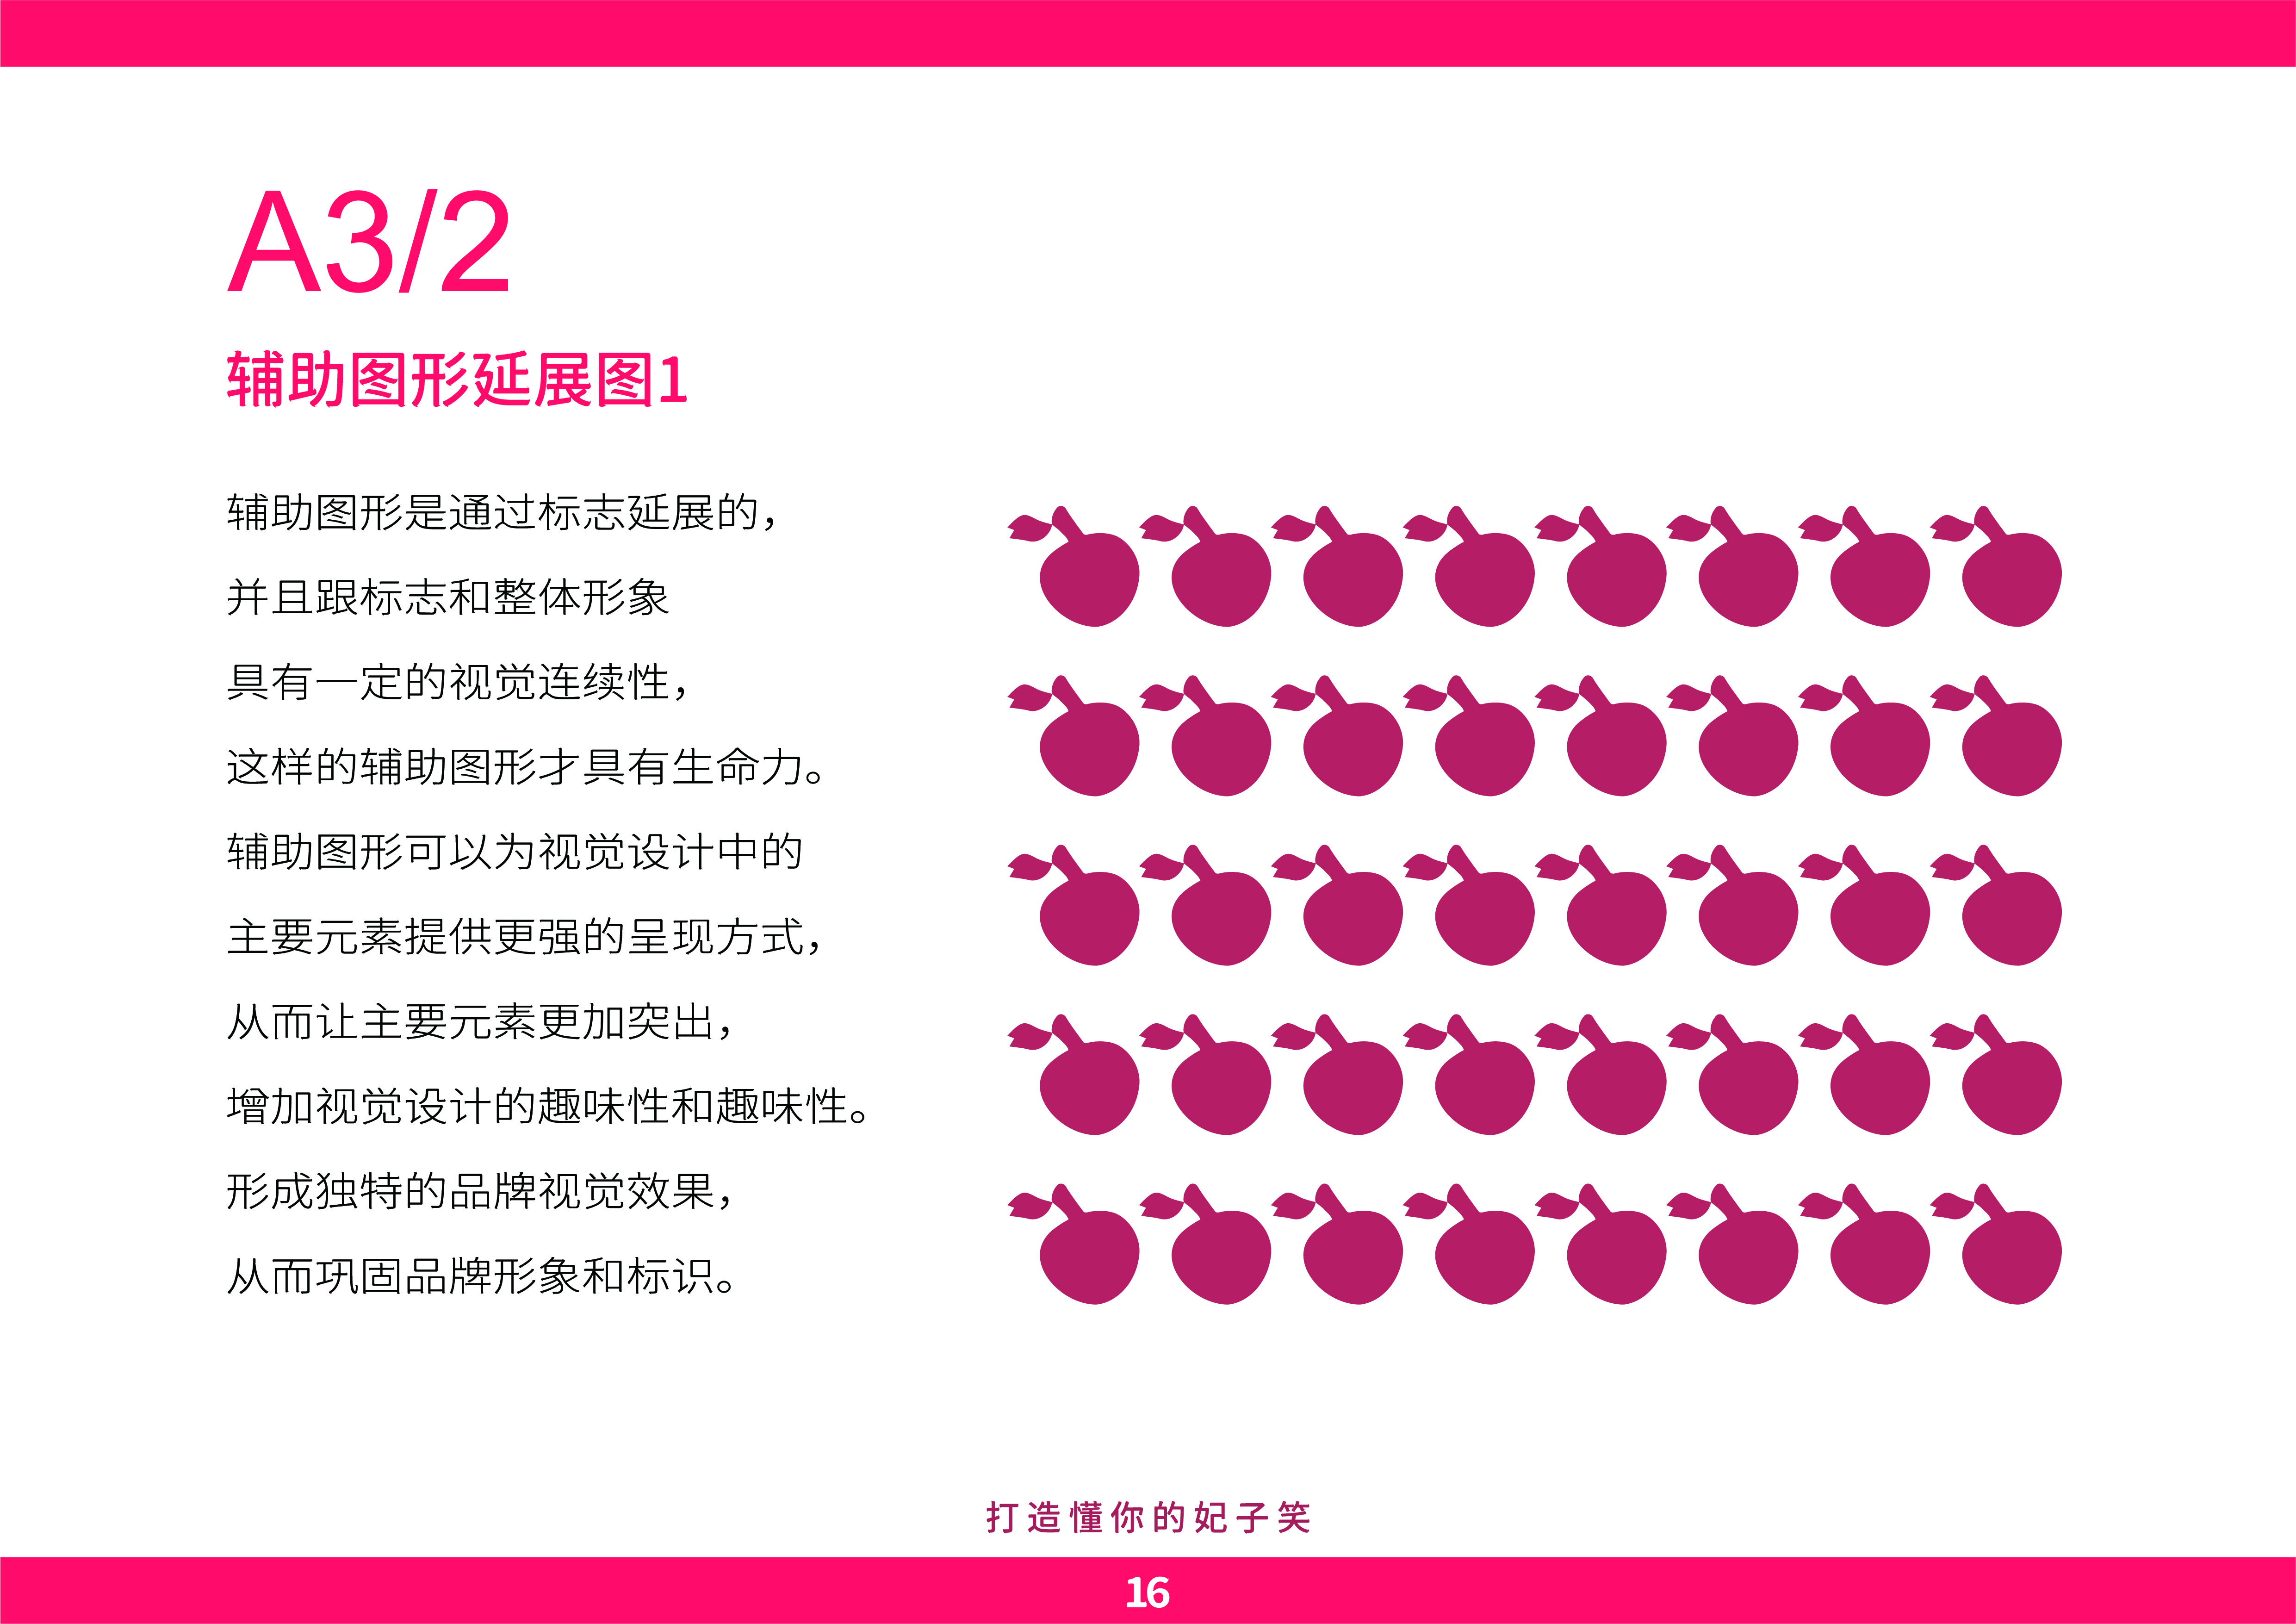 A3/2
辅助图形延展图1
辅助图形是通过标志延展的，
并且跟标志和整体形象
具有一定的视觉连续性，
这样的辅助图形才具有生命力。
辅助图形可以为视觉设计中的
主要元素提供更强的呈现方式，
从而让主要元素更加突出，
增加视觉设计的趣味性和趣味性。
形成独特的品牌视觉效果，
从而巩固品牌形象和标识。
打造懂你的妃子笑
16